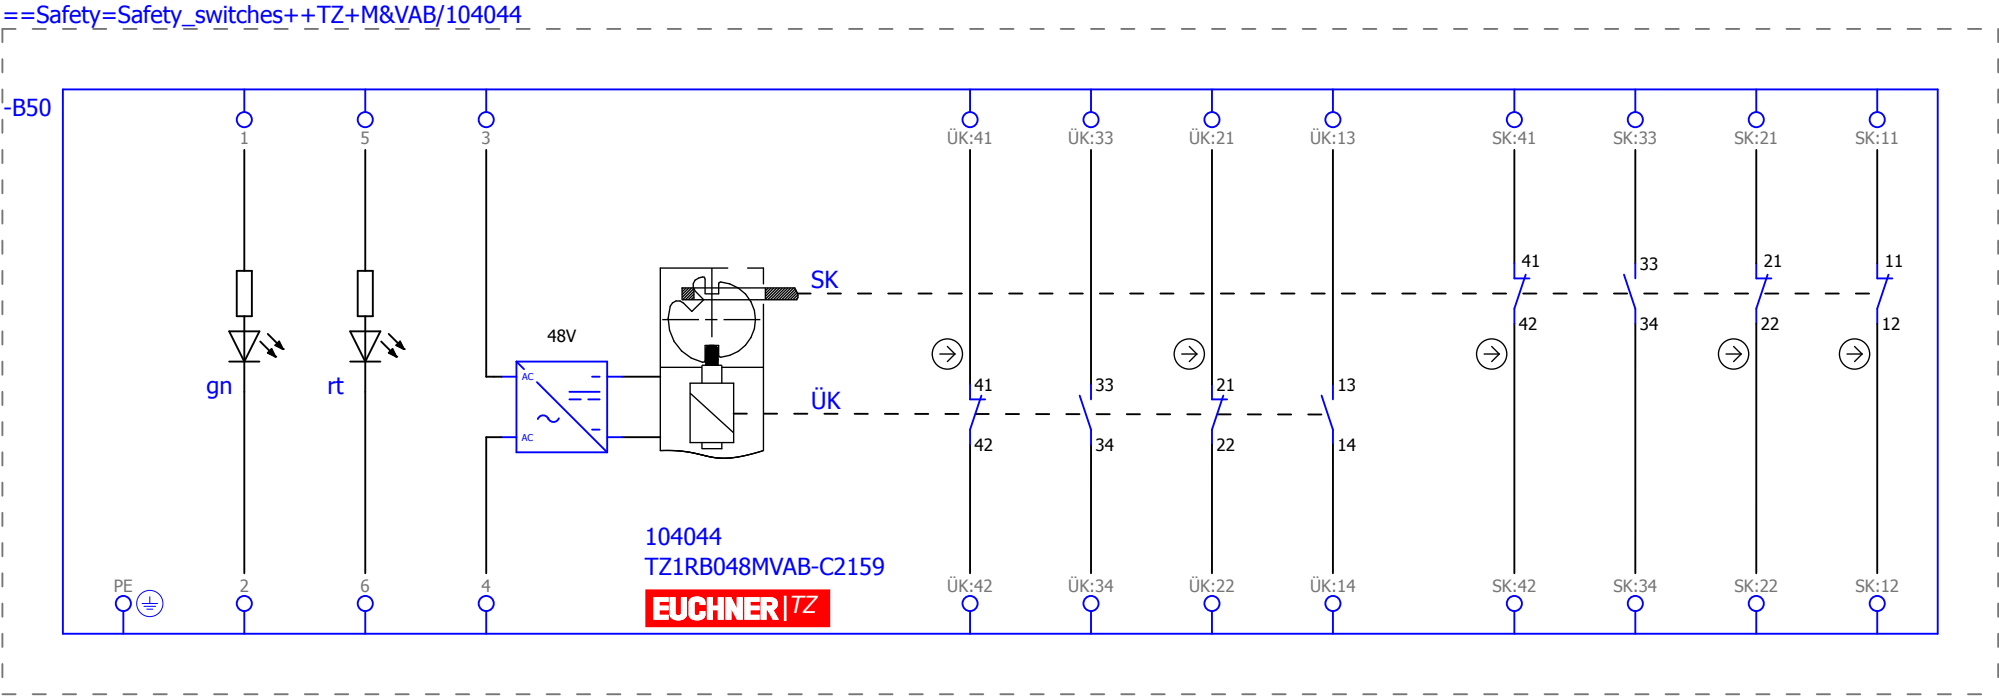 ==Safety=Safety_switches++TZ+M&VAB/104044
-B50
1 5 3 ÜK:41 ÜK:33 ÜK:21 ÜK:13 SK:41 SK:33 SK:21 SK:11
SK
41 33 21 11
42 34 22 12
48V
AC
AC
gn rt
ÜK
41 33 21 13
42 34 22 14
104044
TZ1RB048MVAB-C2159
EUCHNER TZ
PE 2 6 4 ÜK:42 ÜK:34 ÜK:22 ÜK:14 SK:42 SK:34 SK:22 SK:12